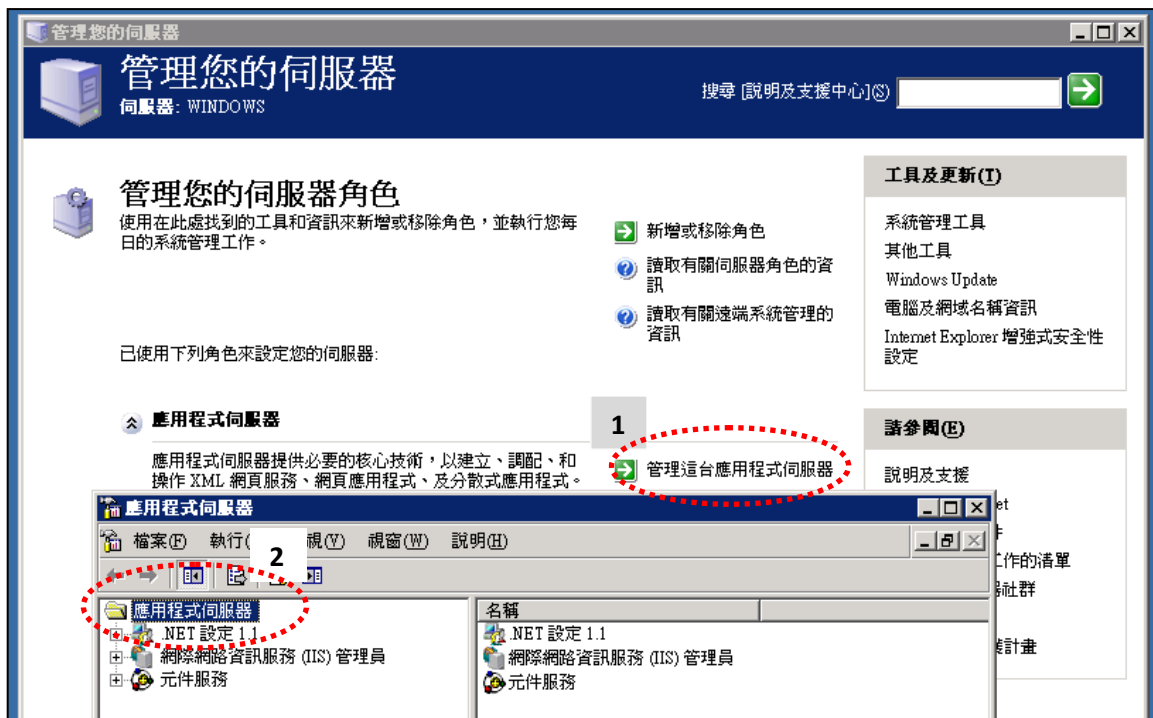 管理您的伺服器
管理您的伺服器
伺服器: WINDOWS
搜尋 [說明及支援中心](S)
管理您的伺服器角色
使用在此處找到的工具和資訊來新增或移除角色，並執行您每
日的系統管理工作。
新增或移除角色
讀取有關伺服器角色的資
訊
讀取有關遠端系統管理的
資訊
已使用下列角色來設定您的伺服器:
工具及更新(T)
系統管理工具
其他工具
Windows Update
電腦及網域名稱資訊
Internet Explorer 增強式安全性
設定
應用程式伺服器
應用程式伺服器提供必要的核心技術，以建立、調配、和
操作 XML 網頁服務、網頁應用程式、及分散式應用程式。
1
管理這台應用程式伺服器
請參閱(E)
說明及支援
et
工作的清單
社群
計畫
應用程式伺服器
檔案(F) 執行( 視(V) 視窗(W) 說明(H)
2
應用程式伺服器
.NET 設定 1.1
網際網路資訊服務 (IIS) 管理員
元件服務
名稱
.NET 設定 1.1
網際網路資訊服務 (IIS) 管理員
元件服務